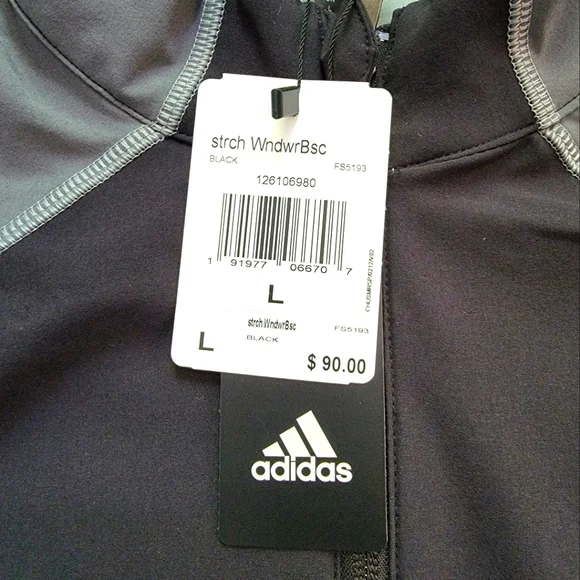 strch WndwrBsc
BLACK FS5193
126106980
1 91977 06670 7
L
strch WndwrBsc FS5193
BLACK
L
$ 90.00
adidas